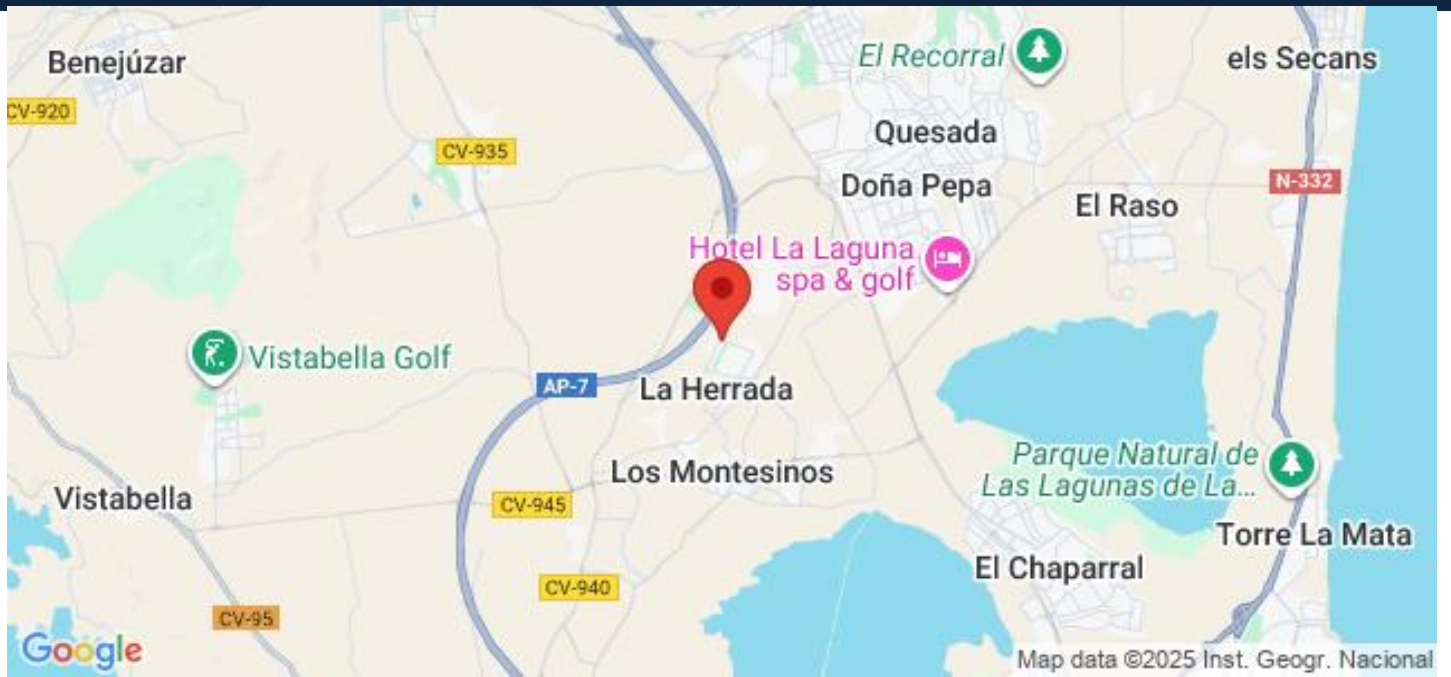 Benejúzar
El Recorral
els Secans
CV-920
Quesada
CV-935
Doña Pepa
N-332
El Raso
Hotel La Laguna
spa & golf
Vistabella Golf
AP-7
La Herrada
Parque Natural de
Las Lagunas de La...
Los Montesinos
Vistabella
CV-945
Torre La Mata
El Chaparral
CV-940
CV-95
Google
Map data ©2025 Inst. Geogr. Nacional